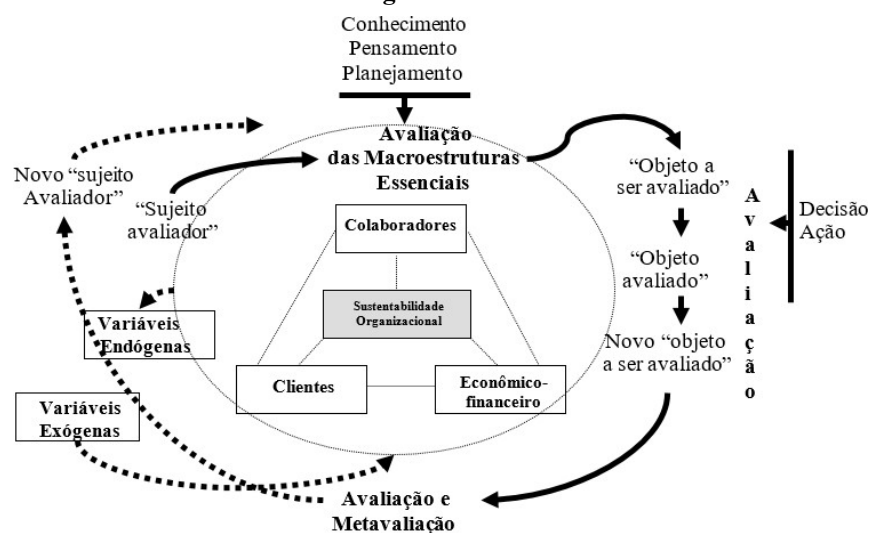 Conhecimento
Pensamento
Planejamento
Avaliação
das Macroestruturas
Essenciais
Novo “sujeito
Avaliador”
“Sujeito
avaliador”
“Objeto a
ser avaliado”
“Objeto
avaliado”
Novo “objeto
a ser avaliado”
Avaliação
Decisão
Ação
Colaboradores
Sustentabilidade
Organizacional
Clientes
Econômico-
financeiro
Variáveis
Endógenas
Variáveis
Exógenas
Avaliação e
Metavaliação